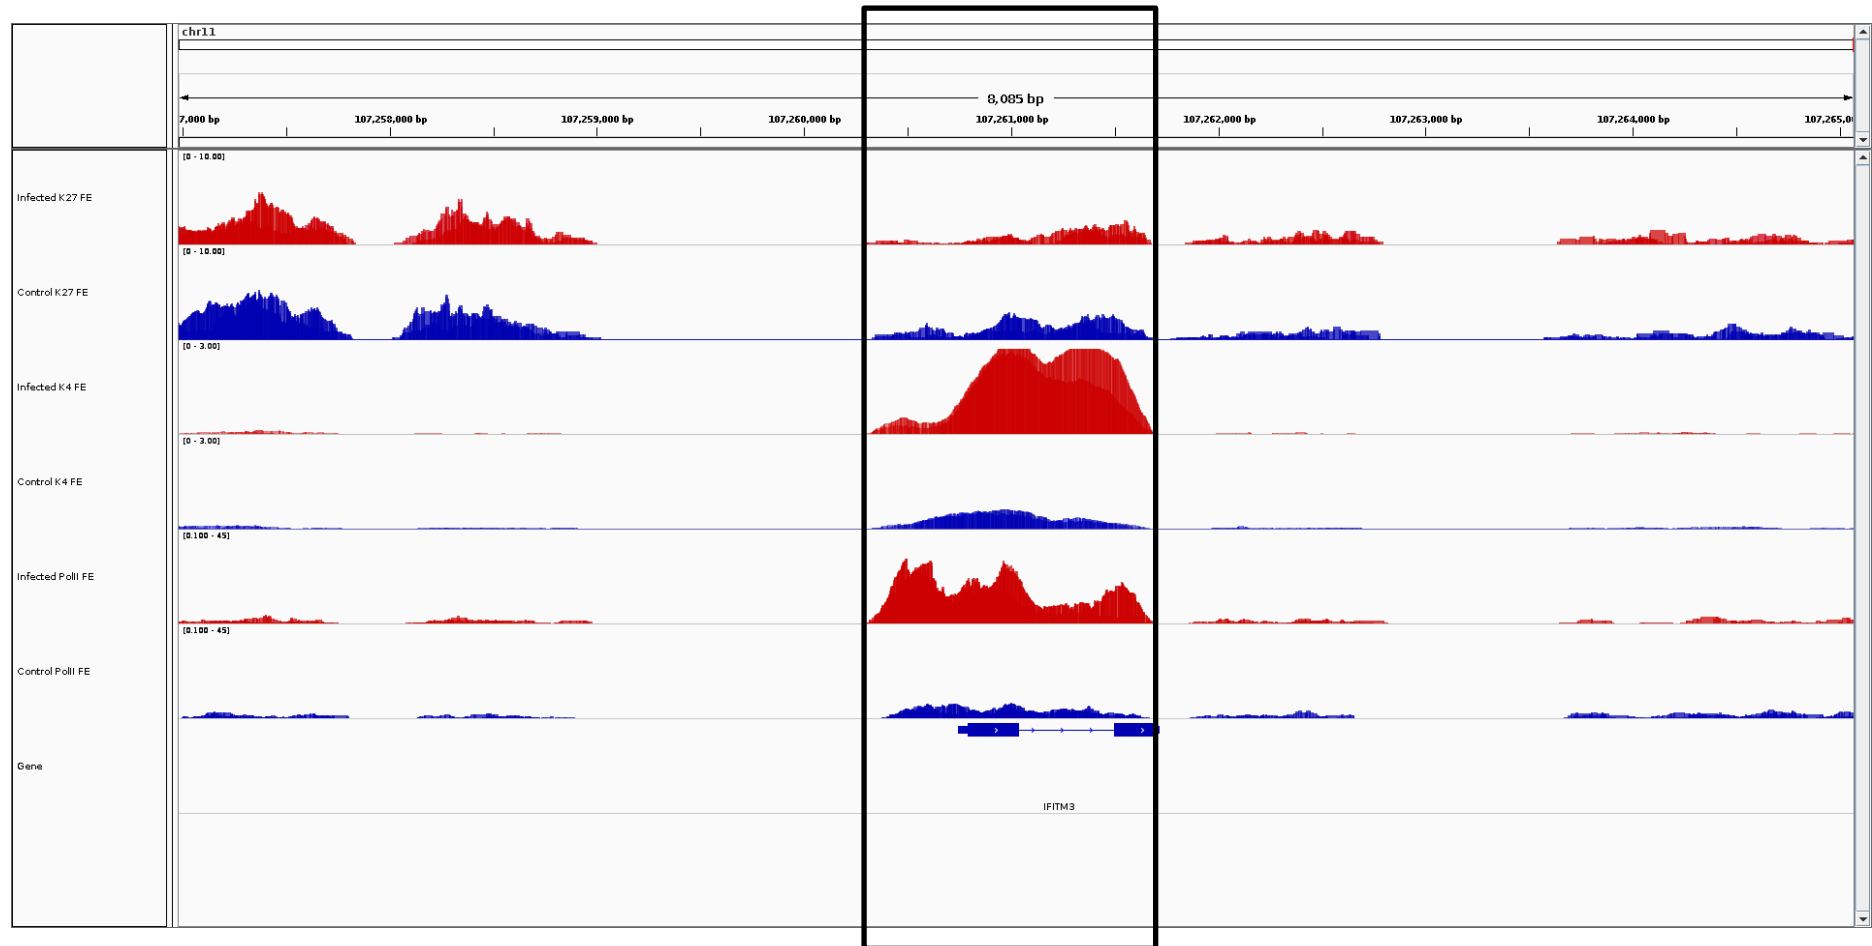 chr11
8,085 bp
7,000 bp 107,258,000 bp 107,259,000 bp 107,260,000 bp 107,261,000 bp 107,262,000 bp 107,263,000 bp 107,264,000 bp 107,265,0
[0 - 10.00]
Infected K27 FE
[0 - 10.00]
Control K27 FE
[0 - 3.00]
Infected K4 FE
[0 - 3.00]
Control K4 FE
[0.100 - 45]
Infected PolII FE
[0.100 - 45]
Control PolII FE
Gene
IFITM3